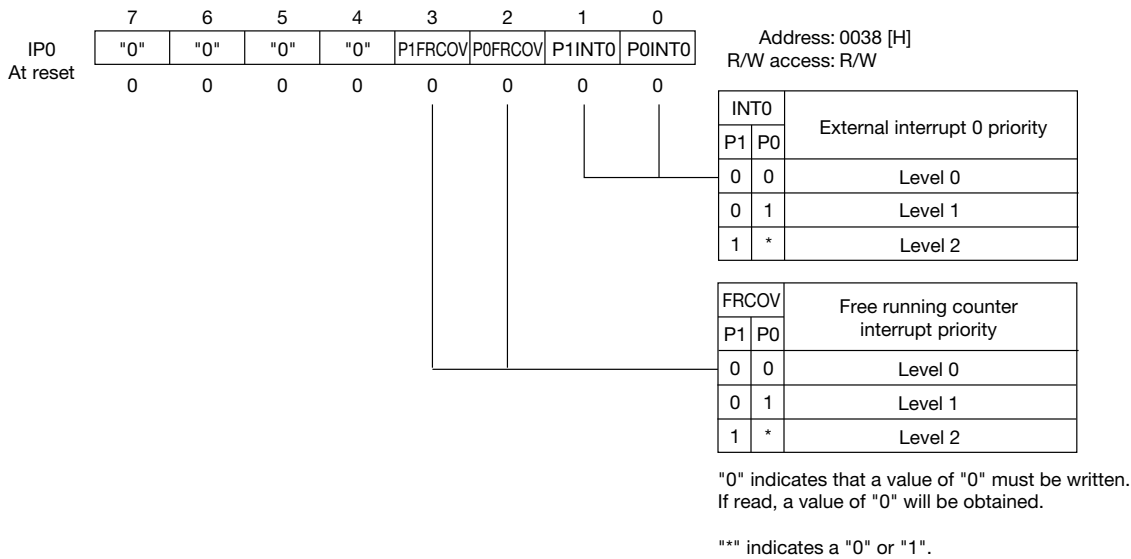 7 6 5 4 3 2 1 0
IP0 "0" "0" "0" "0" P1FRCOV P0FRCOV P1INT0 P0INT0
At reset 0 0 0 0 0 0 0 0
Address: 0038 [H]
R/W access: R/W
INT0 External interrupt 0 priority
P1 P0
0 0 Level 0
0 1 Level 1
1 * Level 2
FRCOV Free running counter
P1 P0 interrupt priority
0 0 Level 0
0 1 Level 1
1 * Level 2
"0" indicates that a value of "0" must be written.
If read, a value of "0" will be obtained.
"*" indicates a "0" or "1".